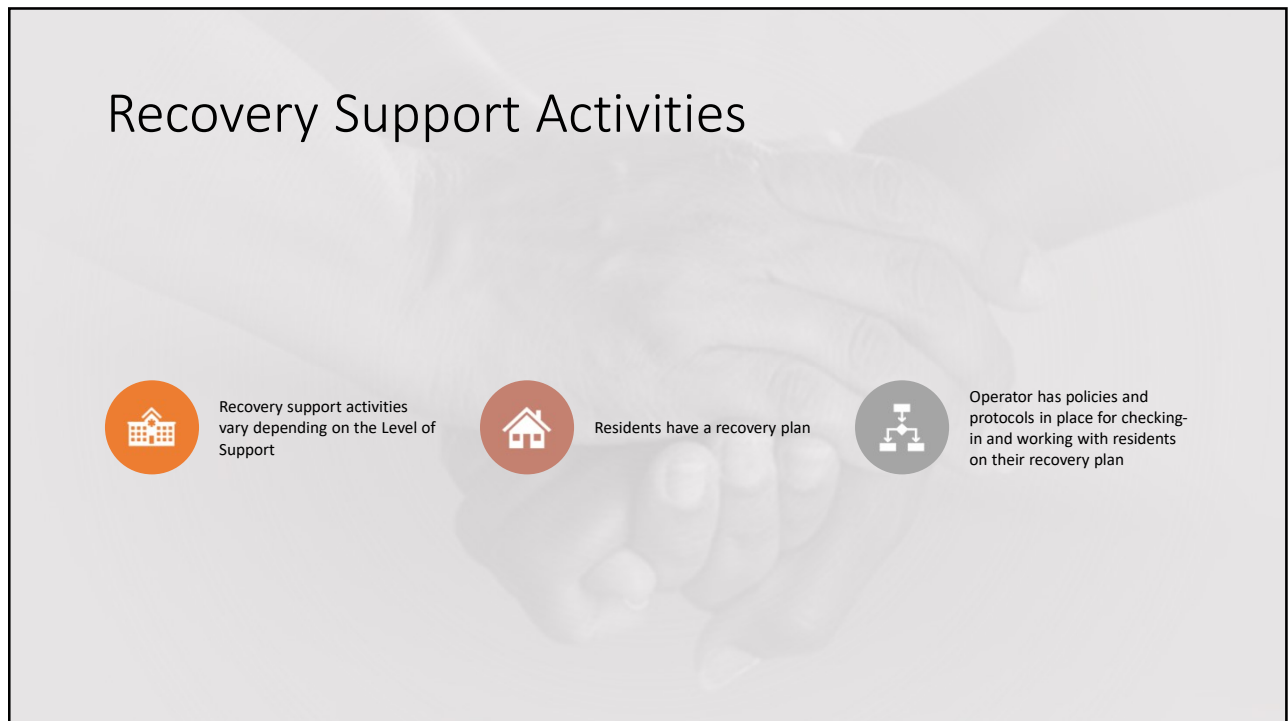 Recovery Support Activities
Recovery support activities
vary depending on the Level of
Support
Residents have a recovery plan
Operator has policies and
protocols in place for checking-
in and working with residents
on their recovery plan